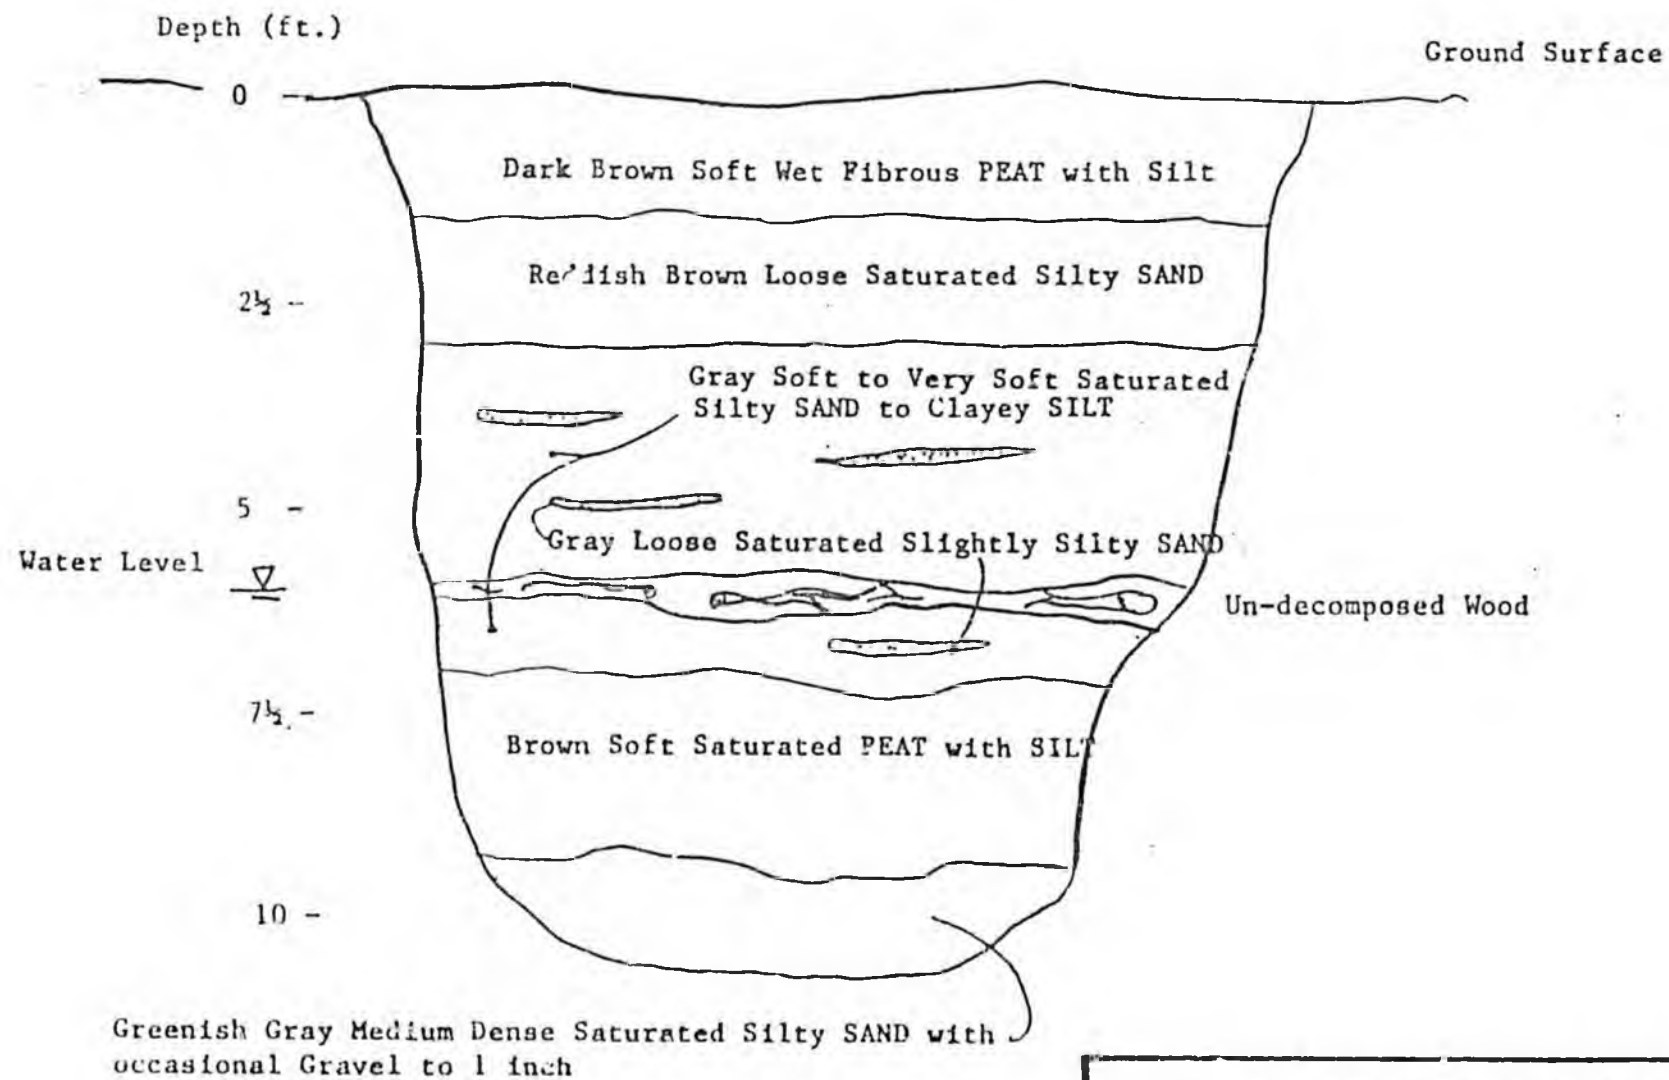 Depth (ft.)
Ground Surface
0 -
Dark Brown Soft Wet Fibrous PEAT with Silt
Reddish Brown Loose Saturated Silty SAND
2½ -
Gray Soft to Very Soft Saturated
Silty SAND to Clayey SILT
5 -
Gray Loose Saturated Slightly Silty SAND
Water Level
Un-decomposed Wood
7½ -
Brown Soft Saturated PEAT with SILT
10 -
Greenish Gray Medium Dense Saturated Silty SAND with
occasional Gravel to 1 inch